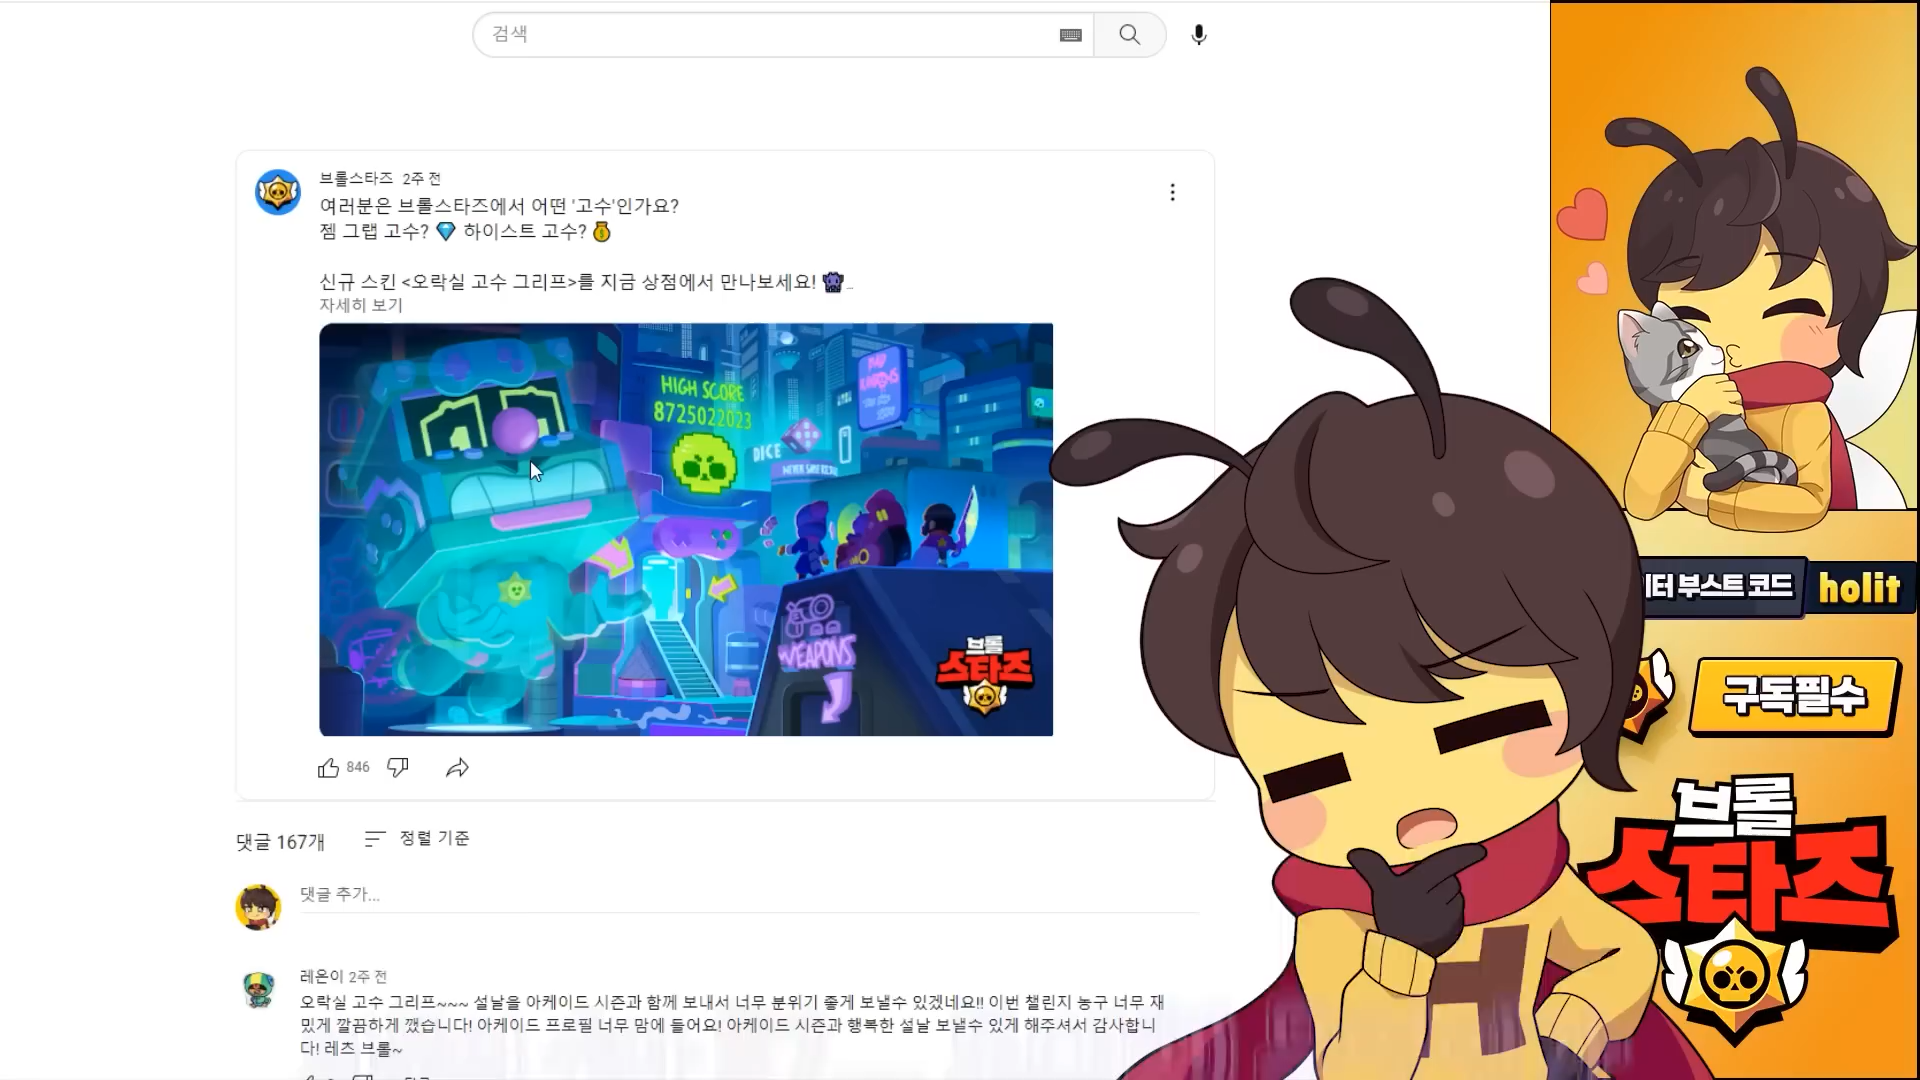 검색
브롤스타즈 2주 전
여러분은 브롤스타즈에서 어떤 '고수'인가요?
젬 그랩 고수? 💎 하이스트 고수? 💰
신규 스킨 <오락실 고수 그리프>를 지금 상점에서 만나보세요! 👾...
자세히 보기
HIGH SCORE
8725022023
DICE
WEAPONS
브롤
스타즈
846
댓글 167개
정렬 기준
댓글 추가...
레온이 2주 전
오락실 고수 그리프~~~ 설날을 아케이드 시즌과 함께 보내서 너무 분위기 좋게 보낼수 있겠네요!! 이번 챌린지 농구 너무 재
밌게 깔끔하게 깼습니다! 아케이드 프로필 너무 맘에 들어요! 아케이드 시즌과 행복한 설날 보낼수 있게 해주셔서 감사합니
다! 레츠 브롤~
H
터 부스트 코드
holit
구독필수
브롤
스타즈